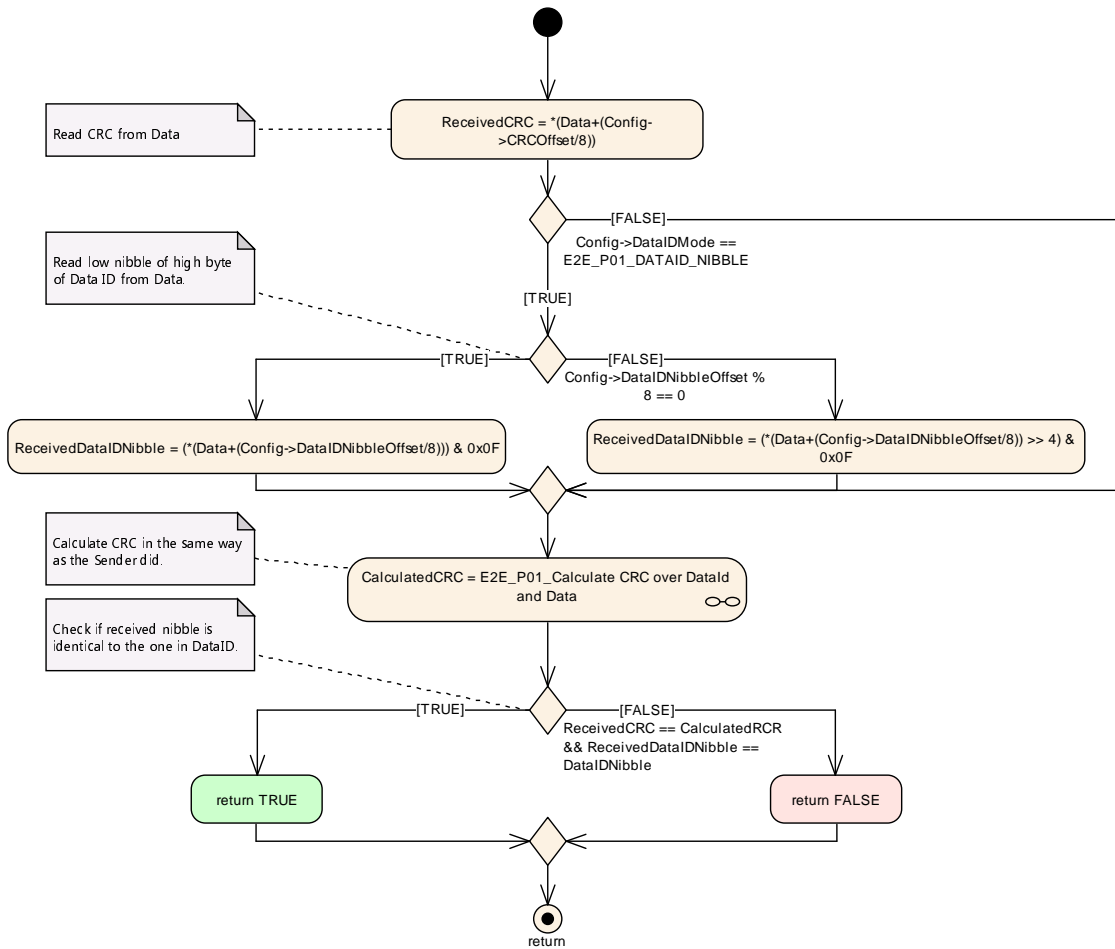 ReceivedCRC = *(Data+(Config-
>CRCOffset/8))
Read CRC from Data
[FALSE]
Config->DataIDMode ==
E2E_P01_DATAID_NIBBLE
Read low nibble of high byte
of Data ID from Data.
[TRUE]
[TRUE]
[FALSE]
Config->DataIDNibbleOffset %
8 == 0
ReceivedDataIDNibble = (*(Data+(Config->DataIDNibbleOffset/8))) & 0x0F
ReceivedDataIDNibble = (*(Data+(Config->DataIDNibbleOffset/8)) >> 4) &
0x0F
Calculate CRC in the same way
as the Sender did.
CalculatedCRC = E2E_P01_Calculate CRC over DataId
and Data
Check if received nibble is
identical to the one in DataID.
[TRUE]
[FALSE]
ReceivedCRC == CalculatedRCR
&& ReceivedDataIDNibble ==
DataIDNibble
return TRUE
return FALSE
return